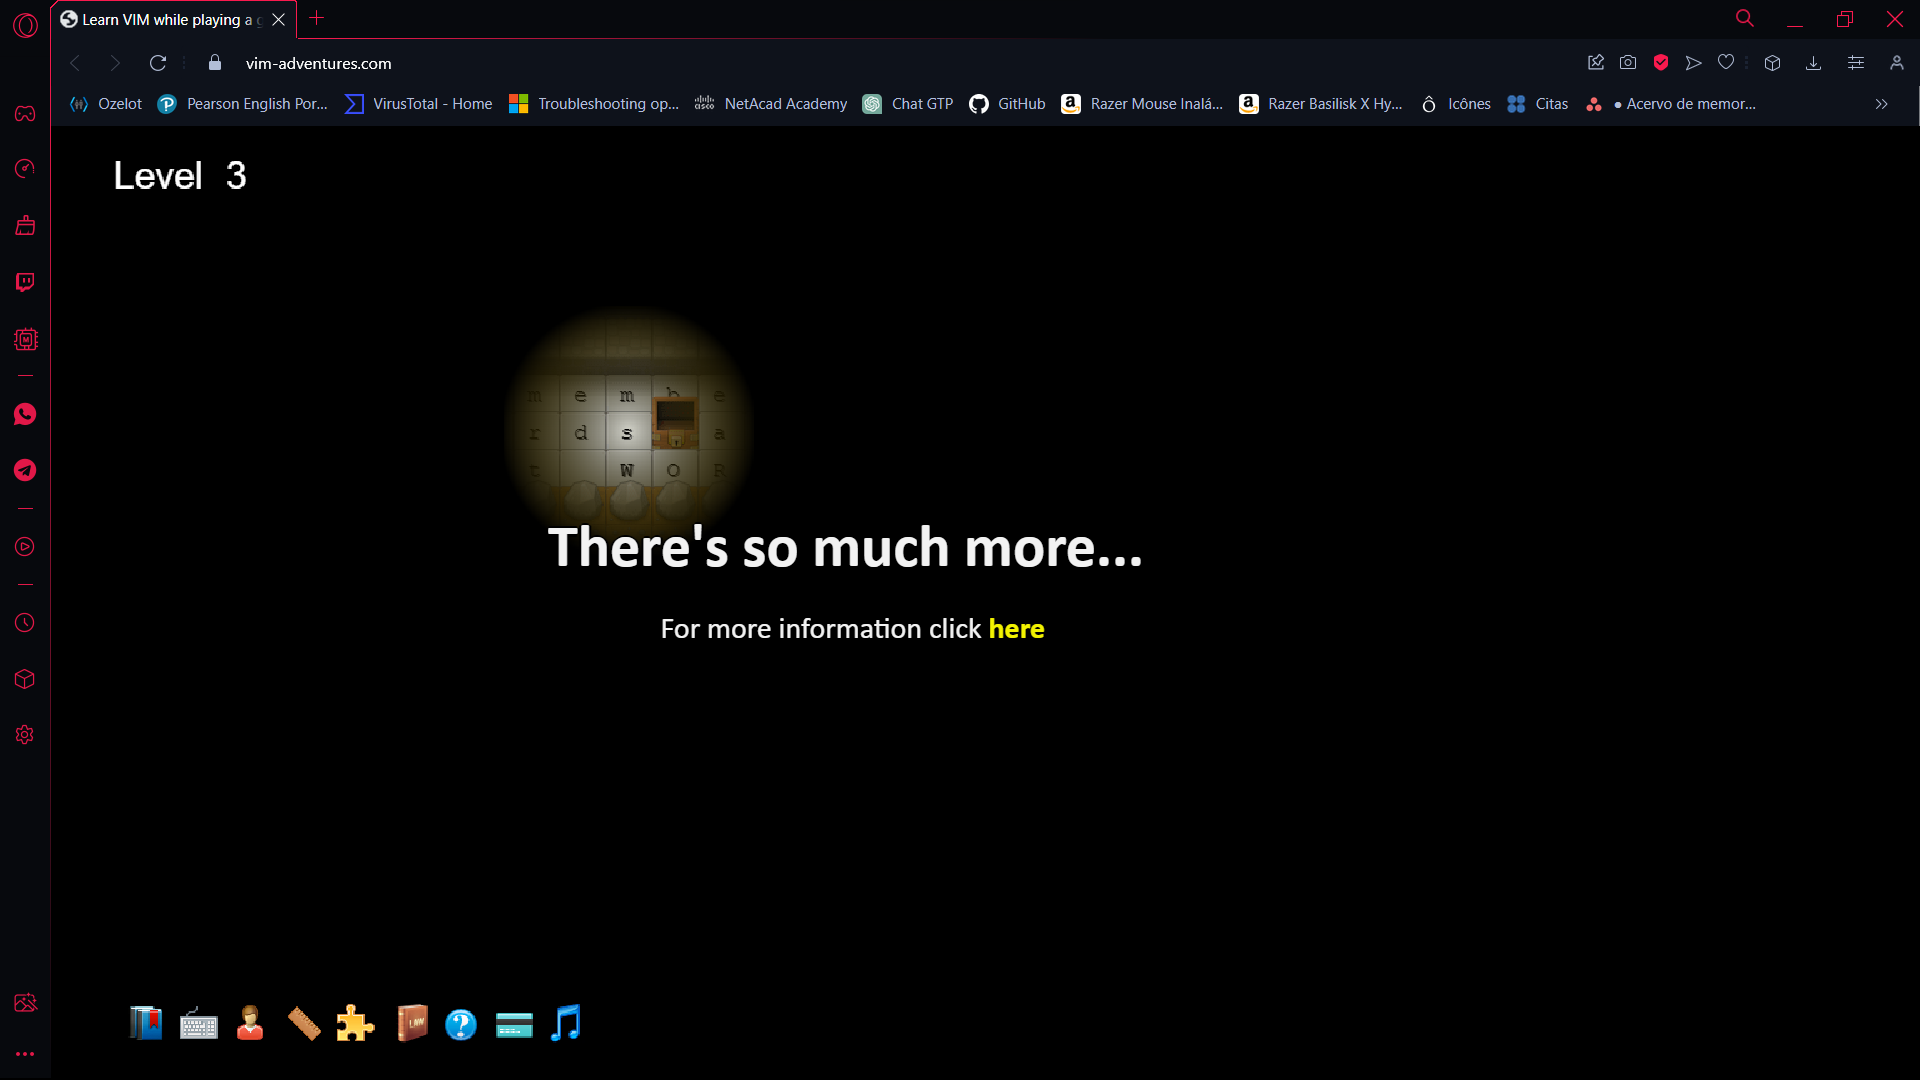 Learn VIM while playing a g
vim-adventures.com
Ozelot Pearson English Por... VirusTotal - Home Troubleshooting op... NetAcad Academy Chat GTP GitHub Razer Mouse Inalá... Razer Basilisk X Hy... Icônes Citas • Acervo de memor...
Level 3
m e m b e
r d s a
t W O R
There's so much more...
For more information click here
LAW